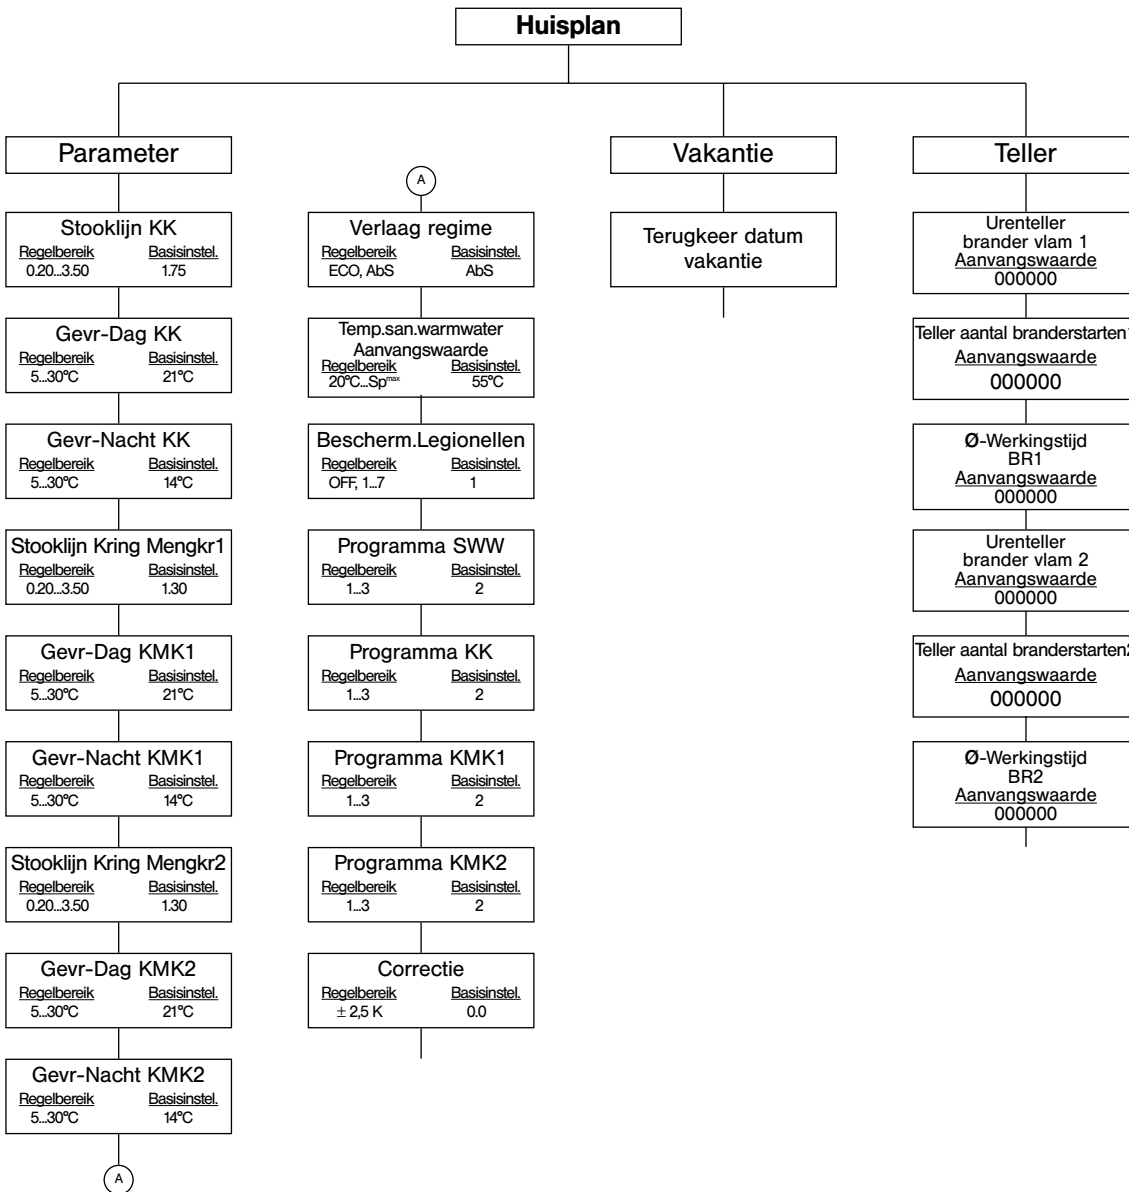 Huisplan
Parameter
Stooklijn KK
Regelbereik Basisinstel.
0.20...3.50 1.75
Gevr-Dag KK
Regelbereik Basisinstel.
5...30°C 21°C
Gevr-Nacht KK
Regelbereik Basisinstel.
5...30°C 14°C
Stooklijn Kring Mengkr1
Regelbereik Basisinstel.
0.20...3.50 1.30
Gevr-Dag KMK1
Regelbereik Basisinstel.
5...30°C 21°C
Gevr-Nacht KMK1
Regelbereik Basisinstel.
5...30°C 14°C
Stooklijn Kring Mengkr2
Regelbereik Basisinstel.
0.20...3.50 1.30
Gevr-Dag KMK2
Regelbereik Basisinstel.
5...30°C 21°C
Gevr-Nacht KMK2
Regelbereik Basisinstel.
5...30°C 14°C
A
A
Verlaag regime
Regelbereik Basisinstel.
ECO, AbS AbS
Temp.san.warmwater
Aanvangswaarde
Regelbereik Basisinstel.
20°C...Spmax 55°C
Bescherm.Legionellen
Regelbereik Basisinstel.
OFF, 1...7 1
Programma SWW
Regelbereik Basisinstel.
1...3 2
Programma KK
Regelbereik Basisinstel.
1...3 2
Programma KMK1
Regelbereik Basisinstel.
1...3 2
Programma KMK2
Regelbereik Basisinstel.
1...3 2
Correctie
Regelbereik Basisinstel.
± 2,5 K 0.0
Vakantie
Terugkeer datum
vakantie
Teller
Urenteller
brander vlam 1
Aanvangswaarde
000000
Teller aantal branderstarten1
Aanvangswaarde
000000
Ø-Werkingstijd
BR1
Aanvangswaarde
000000
Urenteller
brander vlam 2
Aanvangswaarde
000000
Teller aantal branderstarten2
Aanvangswaarde
000000
Ø-Werkingstijd
BR2
Aanvangswaarde
000000